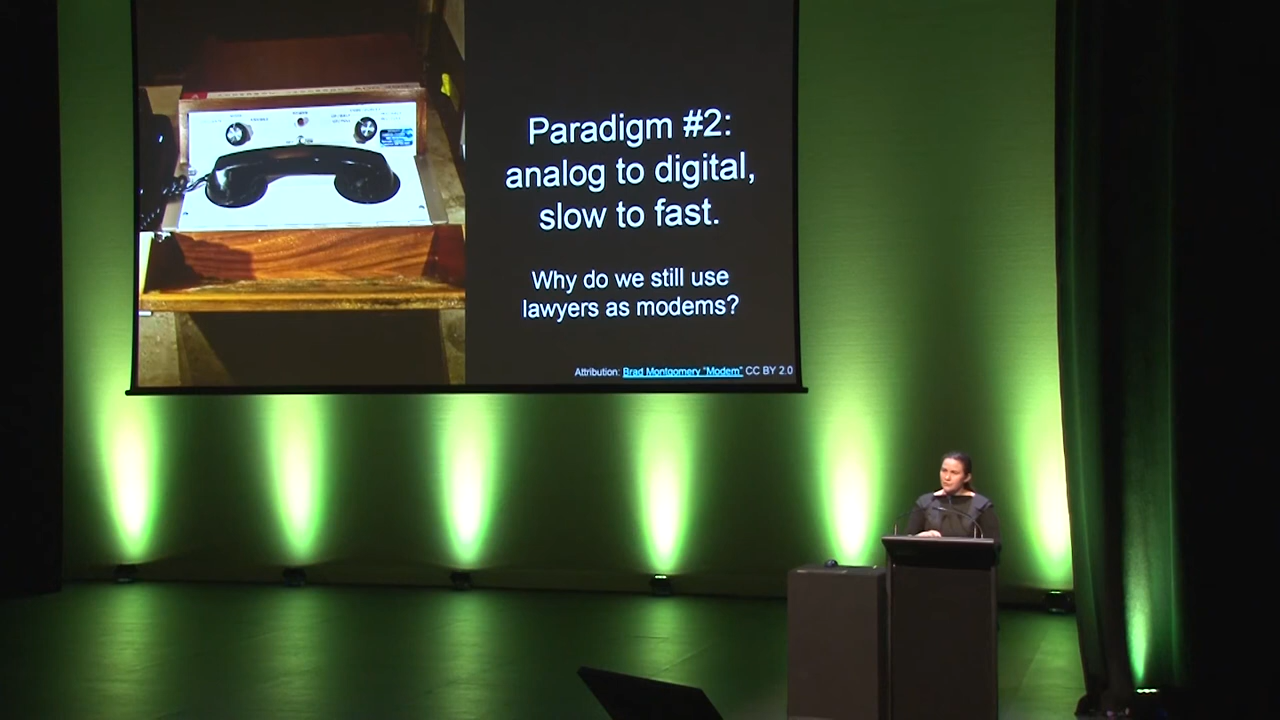 Paradigm #2:
analog to digital,
slow to fast.
Why do we still use
lawyers as modems?
Attribution: Brad Montgomery "Modem" CC BY 2.0